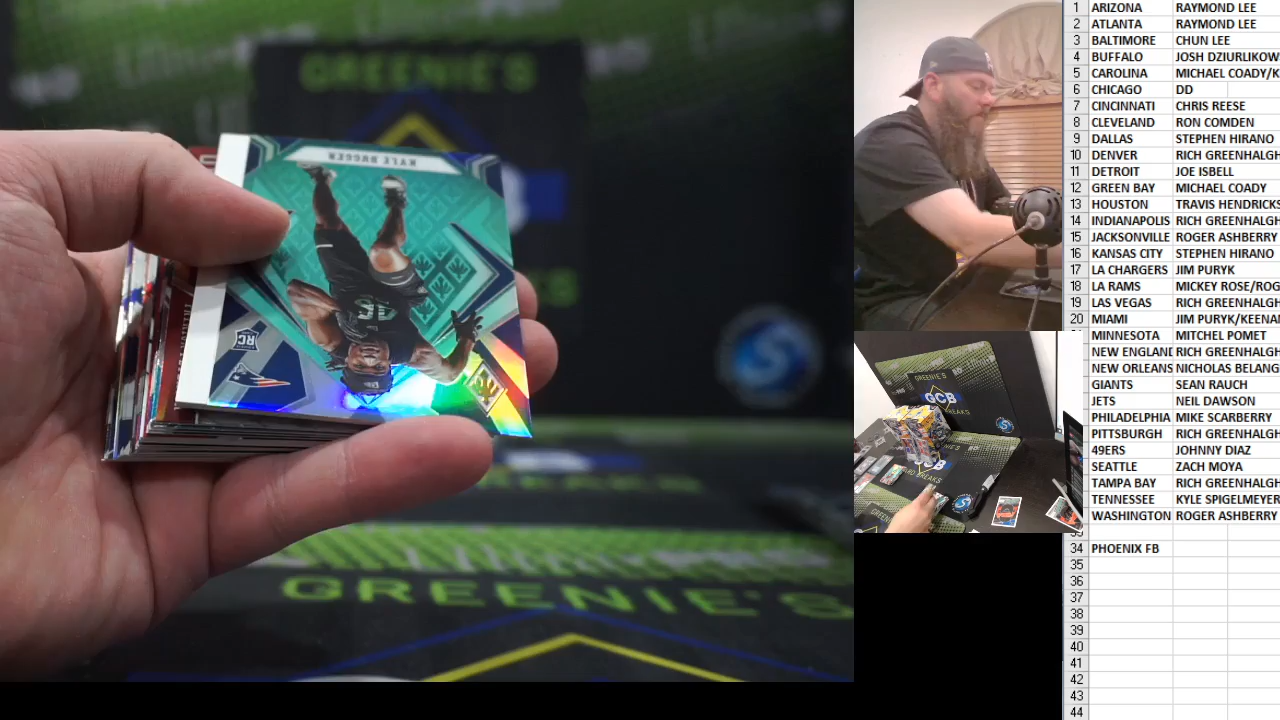 GREENIE'S
KYLE DUGGER
RC
S
GREENIE'S
1 ARIZONA RAYMOND LEE
2 ATLANTA RAYMOND LEE
3 BALTIMORE CHUN LEE
4 BUFFALO JOSH DZIURLIKOW
5 CAROLINA MICHAEL COADY/K
6 CHICAGO DD
7 CINCINNATI CHRIS REESE
8 CLEVELAND RON COMDEN
9 DALLAS STEPHEN HIRANO
10 DENVER RICH GREENHALGH
11 DETROIT JOE ISBELL
12 GREEN BAY MICHAEL COADY
13 HOUSTON TRAVIS HENDRICKS
14 INDIANAPOLIS RICH GREENHALGH
15 JACKSONVILLE ROGER ASHBERRY
16 KANSAS CITY STEPHEN HIRANO
17 LA CHARGERS JIM PURYK
18 LA RAMS MICKEY ROSE/ROG
19 LAS VEGAS RICH GREENHALGH
20 MIAMI JIM PURYK/KEENAN
MINNESOTA MITCHEL POMET
NEW ENGLAND RICH GREENHALGH
NEW ORLEANS NICHOLAS BELANG
GIANTS SEAN RAUCH
JETS NEIL DAWSON
PHILADELPHIA MIKE SCARBERRY
PITTSBURGH RICH GREENHALGH
49ERS JOHNNY DIAZ
SEATTLE ZACH MOYA
TAMPA BAY RICH GREENHALGH
TENNESSEE KYLE SPIGELMEYER
WASHINGTON ROGER ASHBERRY
34 PHOENIX FB
35
36
37
38
39
40
41
42
43
44
GREENIE'S
GCB
BREAKS
S